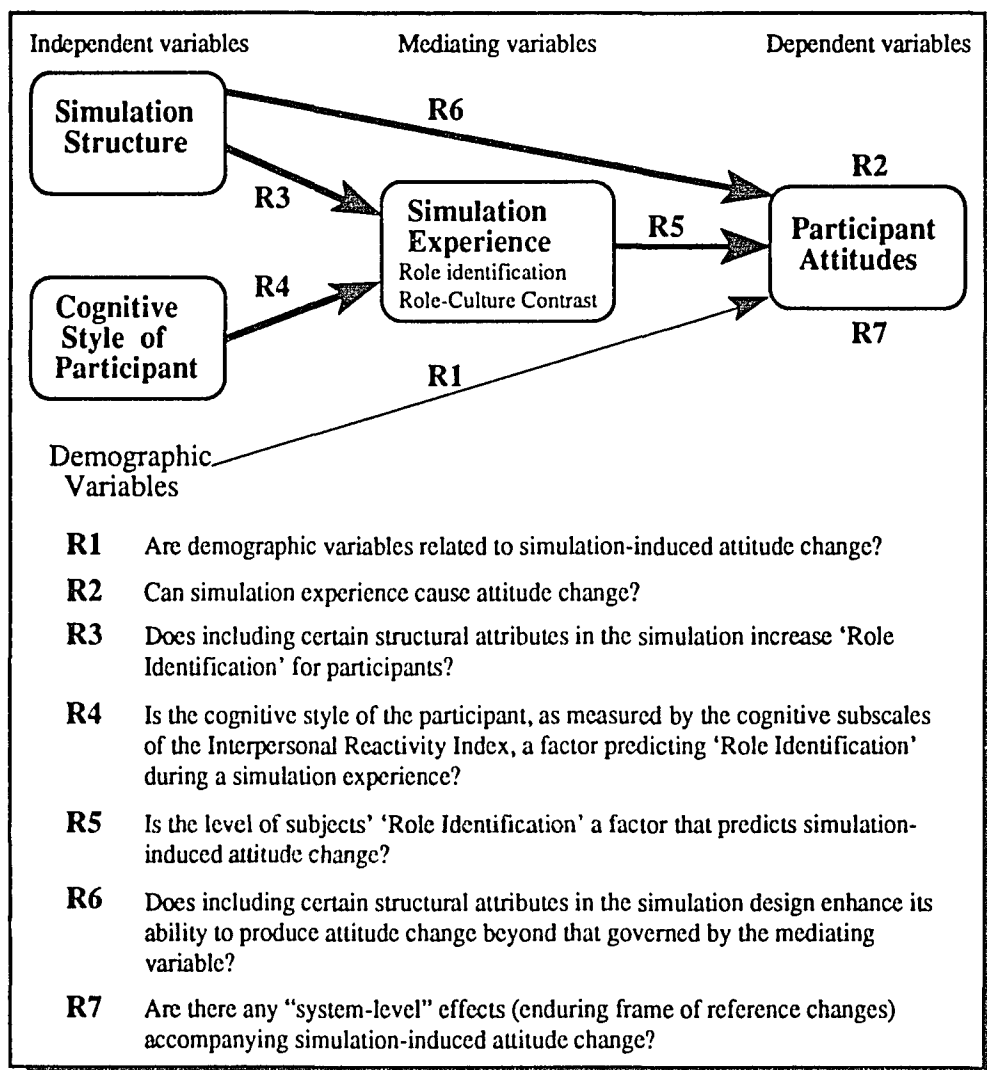 Independent variables Mediating variables Dependent variables
Simulation
Structure
R6
R2
R3
Simulation
Experience
Role identification
Role-Culture Contrast
R5
Participant
Attitudes
R4
Cognitive
Style of
Participant
R7
R1
Demographic
Variables
R1 Are demographic variables related to simulation-induced attitude change?
R2 Can simulation experience cause attitude change?
R3 Does including certain structural attributes in the simulation increase ‘Role
Identification’ for participants?
R4 Is the cognitive style of the participant, as measured by the cognitive subscales
of the Interpersonal Reactivity Index, a factor predicting ‘Role Identification’
during a simulation experience?
R5 Is the level of subjects’ ‘Role Identification’ a factor that predicts simulation-
induced attitude change?
R6 Does including certain structural attributes in the simulation design enhance its
ability to produce attitude change beyond that governed by the mediating
variable?
R7 Are there any “system-level” effects (enduring frame of reference changes)
accompanying simulation-induced attitude change?